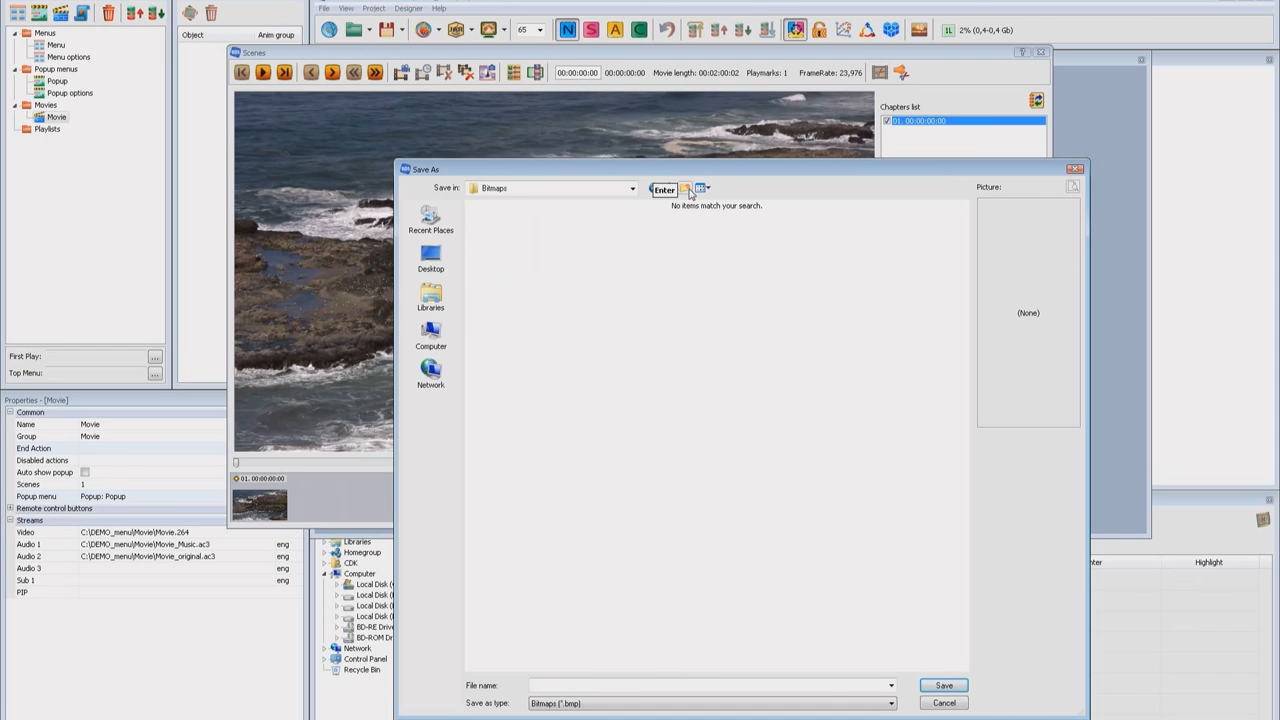 File View Project Designer Help
65
N S A C
1L 2% (0,4-0,4 Gb)
Menus
Menu
Menu options
Popup menus
Popup
Popup options
Movies
Movie
Playlists
Object Anim group
Scenes
00:00:00:00 00:00:00:00 Movie length: 00:02:00:02 Playmarks: 1 FrameRate: 23,976
Chapters list
01. 00:00:00:00
Save As
Save in: Bitmaps
Enter
Picture:
No items match your search.
Recent Places
Desktop
Libraries
Computer
Network
(None)
First Play: ...
Top Menu: ...
Properties - [Movie]
Common
Name Movie
Group Movie
End Action
Disabled actions
Auto show popup
Scenes 1
Popup menu Popup: Popup
Remote control buttons
Streams
Video C:\DEMO_menu\Movie\Movie.264
Audio 1 C:\DEMO_menu\Movie\Movie_Music.ac3 eng
Audio 2 C:\DEMO_menu\Movie\Movie_original.ac3 eng
Audio 3 eng
Sub 1 eng
PIP
01. 00:00:00:00
Libraries
Homegroup
CDK
Computer
Local Disk (
Local Disk (
Local Disk (
Local Disk (
BD-RE Drive
BD-ROM Dr
Network
Control Panel
Recycle Bin
nter Highlight
File name: Save
Save as type: Bitmaps (*.bmp) Cancel